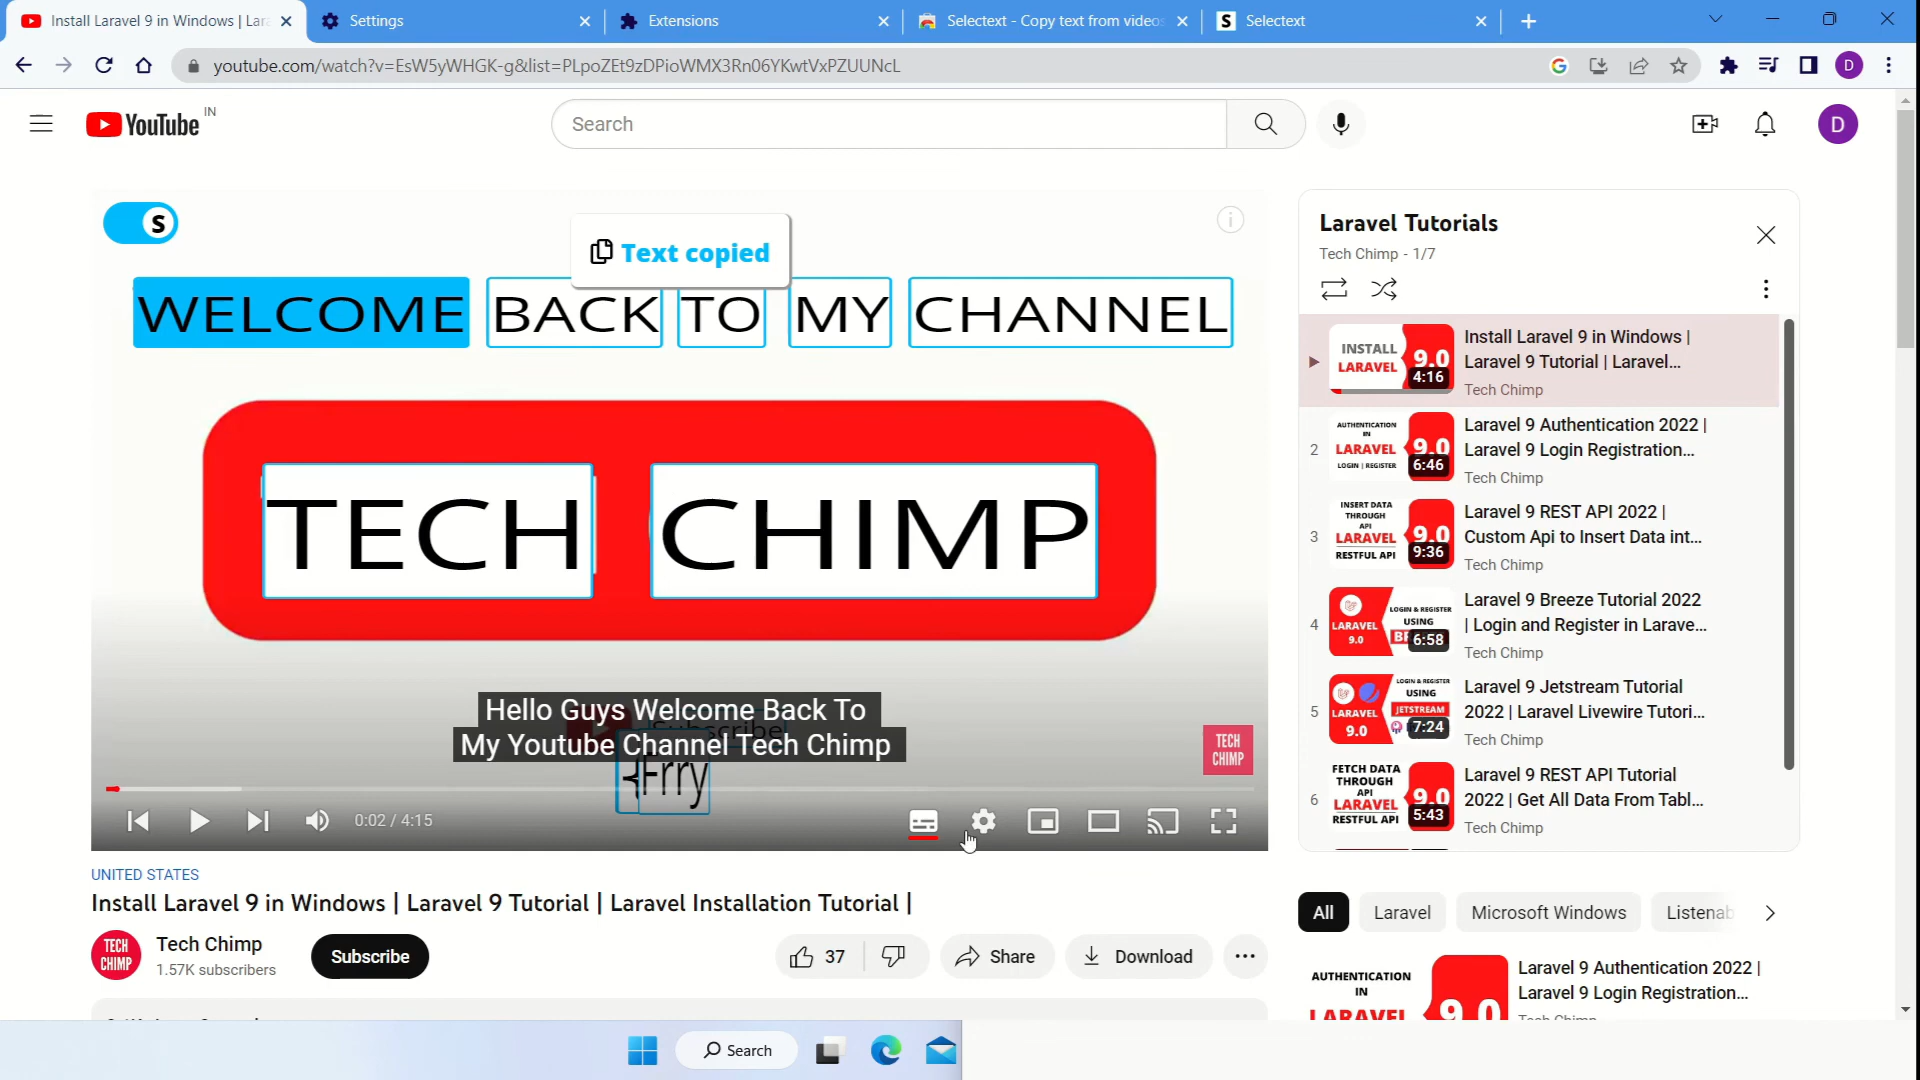 Install Laravel 9 in Windows | Lara
Settings
Extensions
Selectext - Copy text from videos
S Selectext
youtube.com/watch?v=EsW5yWHGK-g&list=PLpoZEt9zDPioWMX3Rn06YKwtVxPZUUNcL
D
YouTube IN
Search
D
S
Text copied
WELCOME BACK TO MY CHANNEL
TECH CHIMP
Hello Guys Welcome Back To
My Youtube Channel Tech Chimp
TECH
CHIMP
0:02 / 4:15
UNITED STATES
Install Laravel 9 in Windows | Laravel 9 Tutorial | Laravel Installation Tutorial |
TECH
CHIMP
Tech Chimp
1.57K subscribers
Subscribe
37
Share
Download
Laravel Tutorials
Tech Chimp - 1/7
INSTALL
LARAVEL
9.0
4:16
Install Laravel 9 in Windows |
Laravel 9 Tutorial | Laravel...
Tech Chimp
2
AUTHENTICATION
IN
LARAVEL
LOGIN | REGISTER
9.0
6:46
Laravel 9 Authentication 2022 |
Laravel 9 Login Registration...
Tech Chimp
3
INSERT DATA
THROUGH
API
LARAVEL
RESTFUL API
9.0
9:36
Laravel 9 REST API 2022 |
Custom Api to Insert Data int...
Tech Chimp
4
LARAVEL
9.0
LOGIN & REGISTER
USING
6:58
Laravel 9 Breeze Tutorial 2022
| Login and Register in Larave...
Tech Chimp
5
LARAVEL
9.0
LOGIN & REGISTER
USING
JETSTREAM
7:24
Laravel 9 Jetstream Tutorial
2022 | Laravel Livewire Tutori...
Tech Chimp
6
FETCH DATA
THROUGH
API
LARAVEL
RESTFUL API
9.0
5:43
Laravel 9 REST API Tutorial
2022 | Get All Data From Tabl...
Tech Chimp
All
Laravel
Microsoft Windows
Listenab
AUTHENTICATION
IN
LARAVEL
9.0
Laravel 9 Authentication 2022 |
Laravel 9 Login Registration...
Tech Chimp
Search